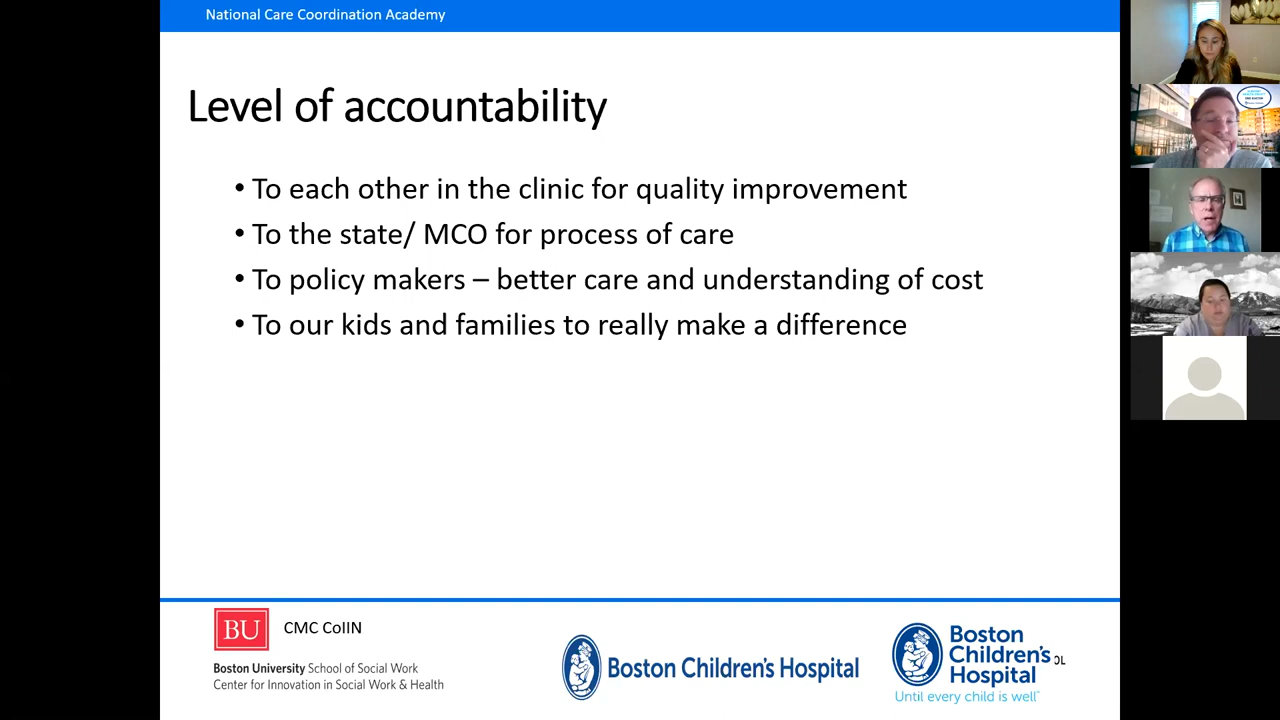 National Care Coordination Academy
Level of accountability
• To each other in the clinic for quality improvement
• To the state/ MCO for process of care
• To policy makers – better care and understanding of cost
• To our kids and families to really make a difference
BU
CMC CoIIN
Boston University School of Social Work
Center for Innovation in Social Work & Health
Boston Children's Hospital
Boston
Children's
Hospital
Until every child is well™
OL